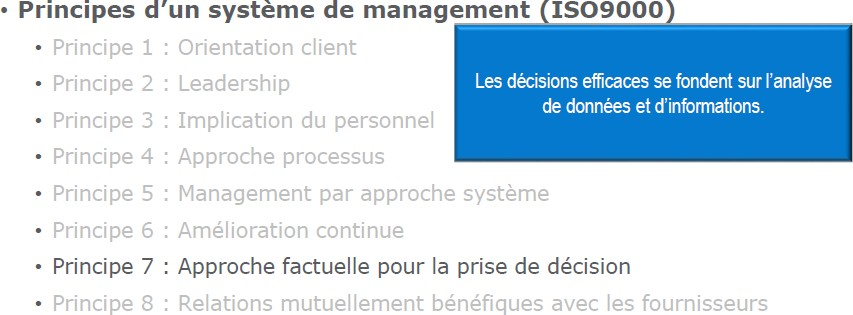 • Principes d’un système de management (ISO9000)
• Principe 1 : Orientation client
• Principe 2 : Leadership
• Principe 3 : Implication du personnel
• Principe 4 : Approche processus
• Principe 5 : Management par approche système
• Principe 6 : Amélioration continue
• Principe 7 : Approche factuelle pour la prise de décision
• Principe 8 : Relations mutuellement bénéfiques avec les fournisseurs
Les décisions efficaces se fondent sur l’analyse
de données et d’informations.